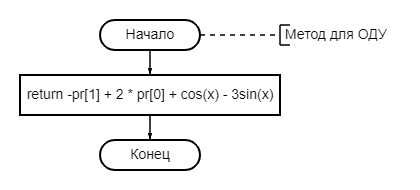 Начало
Метод для ОДУ
return -pr[1] + 2 * pr[0] + cos(x) - 3sin(x)
Конец